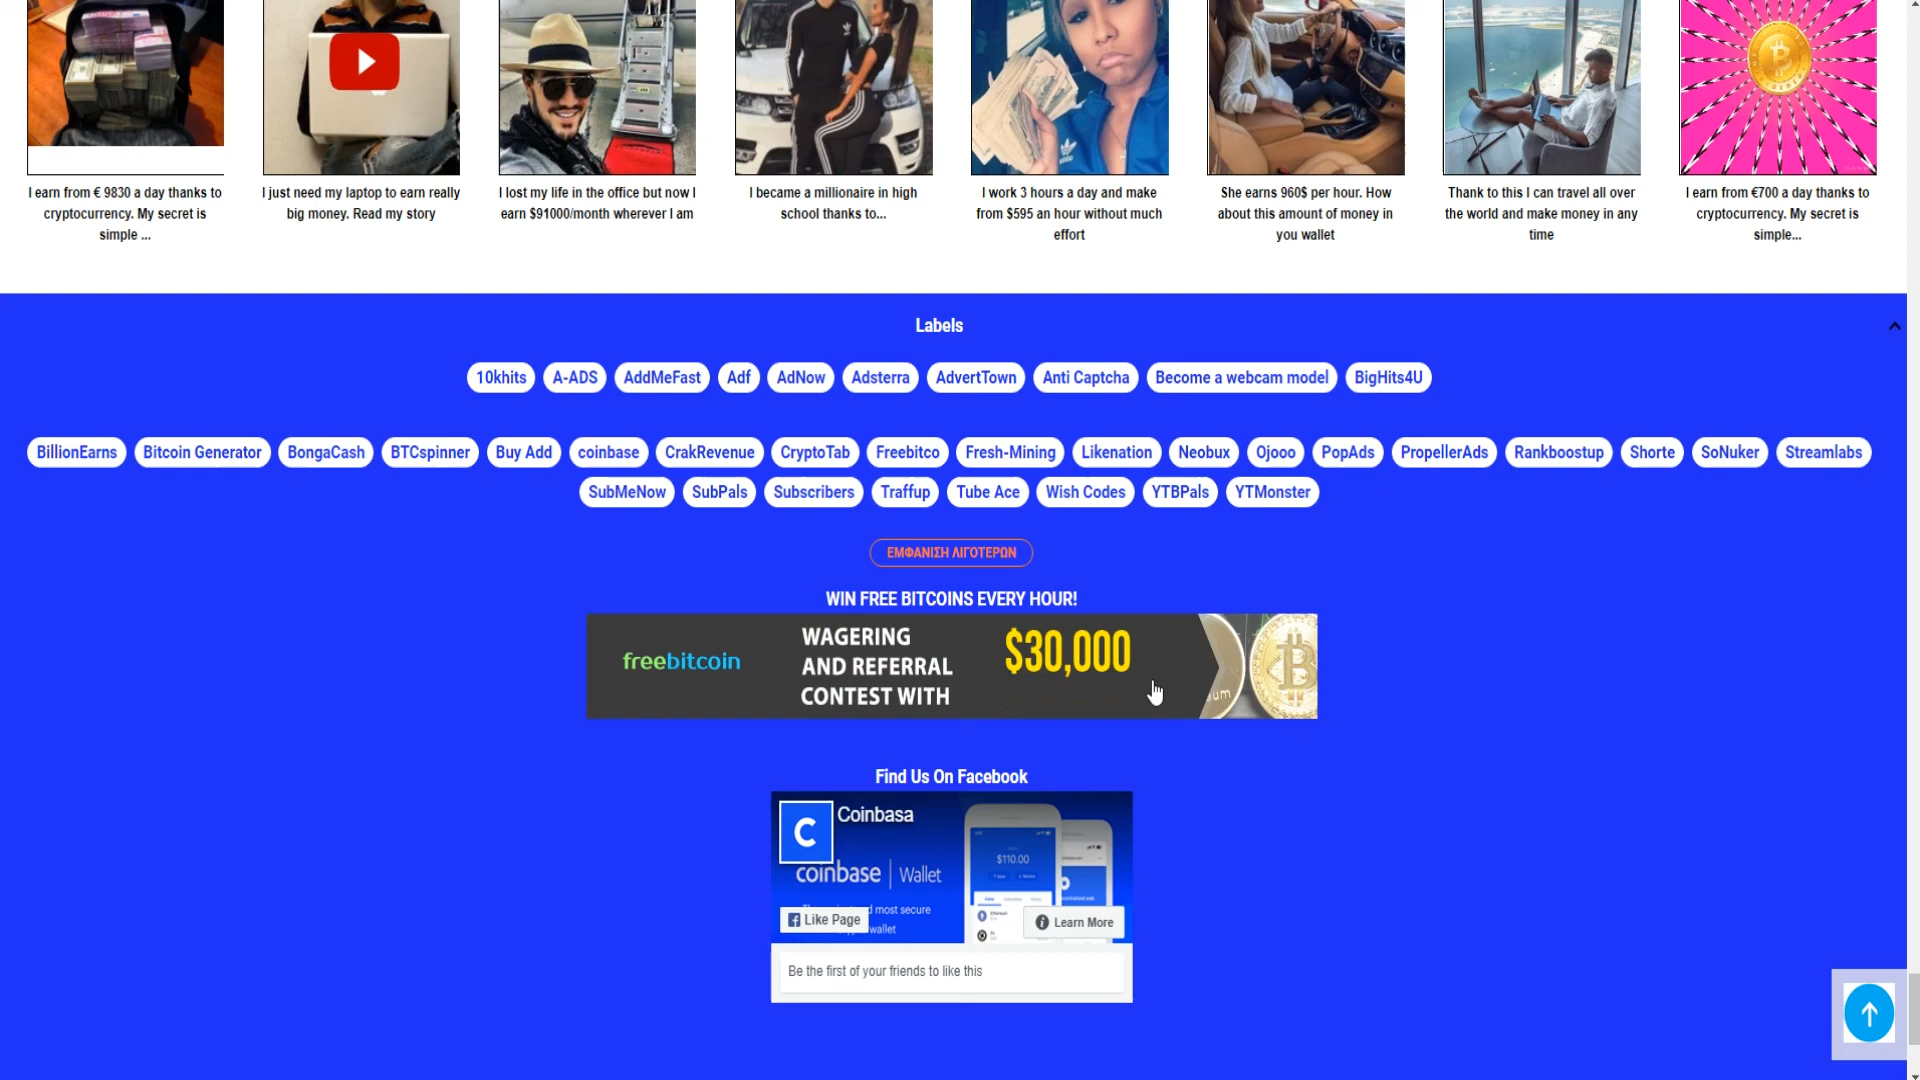 I earn from € 9830 a day thanks to
cryptocurrency. My secret is
simple ...
I just need my laptop to earn really
big money. Read my story
I lost my life in the office but now I
earn $91000/month wherever I am
I became a millionaire in high
school thanks to...
I work 3 hours a day and make
from $595 an hour without much
effort
She earns 960$ per hour. How
about this amount of money in
you wallet
Thank to this I can travel all over
the world and make money in any
time
I earn from €700 a day thanks to
cryptocurrency. My secret is
simple...
Labels
10khits A-ADS AddMeFast Adf AdNow Adsterra AdvertTown Anti Captcha Become a webcam model BigHits4U
BillionEarns Bitcoin Generator BongaCash BTCspinner Buy Add coinbase CrakRevenue CryptoTab Freebitco Fresh-Mining Likenation Neobux Ojooo PopAds PropellerAds Rankboostup Shorte SoNuker Streamlabs
SubMeNow SubPals Subscribers Traffup Tube Ace Wish Codes YTBPals YTMonster
ΕΜΦΑΝΙΣΗ ΛΙΓΟΤΕΡΩΝ
WIN FREE BITCOINS EVERY HOUR!
freebitcoin
WAGERING
AND REFERRAL
CONTEST WITH
$30,000
um
Find Us On Facebook
C
Coinbasa
coinbase | Wallet
$110.00
d most secure
wallet
Like Page
Learn More
Be the first of your friends to like this